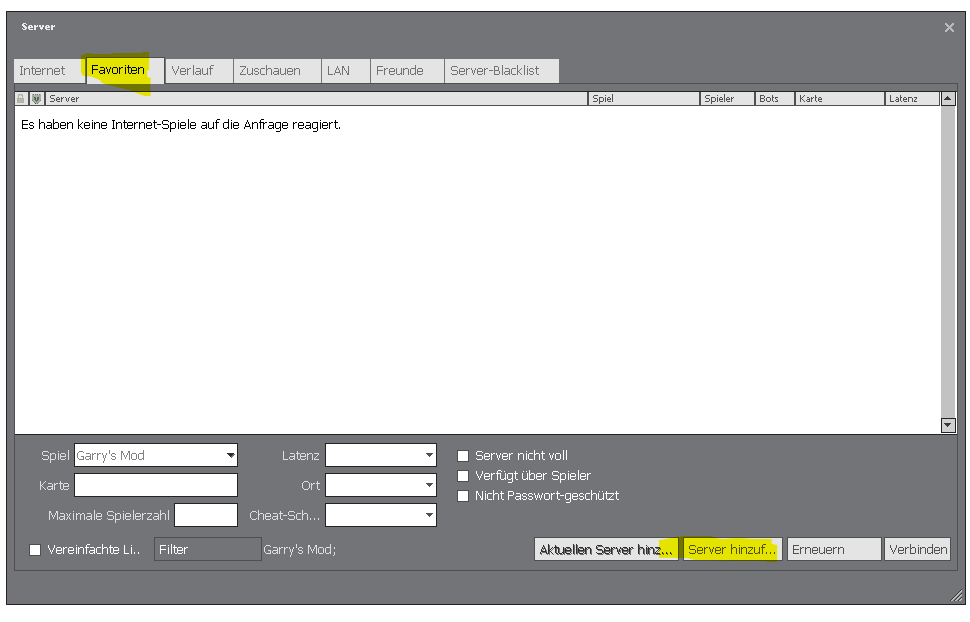 Server
Internet Favoriten Verlauf Zuschauen LAN Freunde Server-Blacklist
Server Spiel Spieler Bots Karte Latenz
Es haben keine Internet-Spiele auf die Anfrage reagiert.
Spiel Garry's Mod Latenz Server nicht voll
Verfügt über Spieler
Karte Ort
Nicht Passwort-geschützt
Maximale Spielerzahl Cheat-Sch...
Vereinfachte Li.. Filter Garry's Mod; Aktuellen Server hinz... Server hinzuf... Erneuern Verbinden